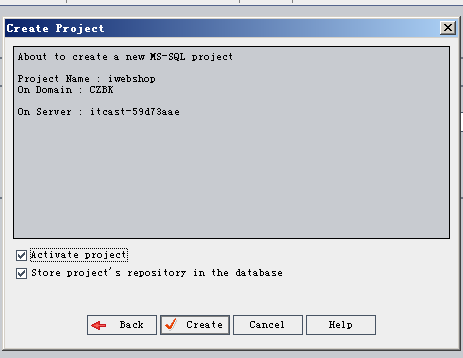 Create Project
About to create a new MS-SQL project
Project Name : iwebshop
On Domain : CZBK
On Server : itcast-59d73aae
Activate project
Store project's repository in the database
Back Create Cancel Help